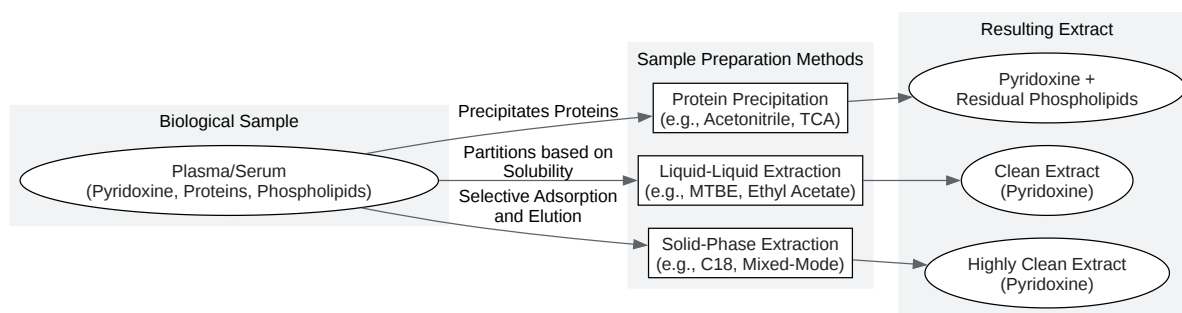 Biological Sample
Plasma/Serum
(Pyridoxine, Proteins, Phospholipids)
Precipitates Proteins
Partitions based on
Solubility
Selective Adsorption
and Elution
Sample Preparation Methods
Protein Precipitation
(e.g., Acetonitrile, TCA)
Liquid-Liquid Extraction
(e.g., MTBE, Ethyl Acetate)
Solid-Phase Extraction
(e.g., C18, Mixed-Mode)
Resulting Extract
Pyridoxine +
Residual Phospholipids
Clean Extract
(Pyridoxine)
Highly Clean Extract
(Pyridoxine)